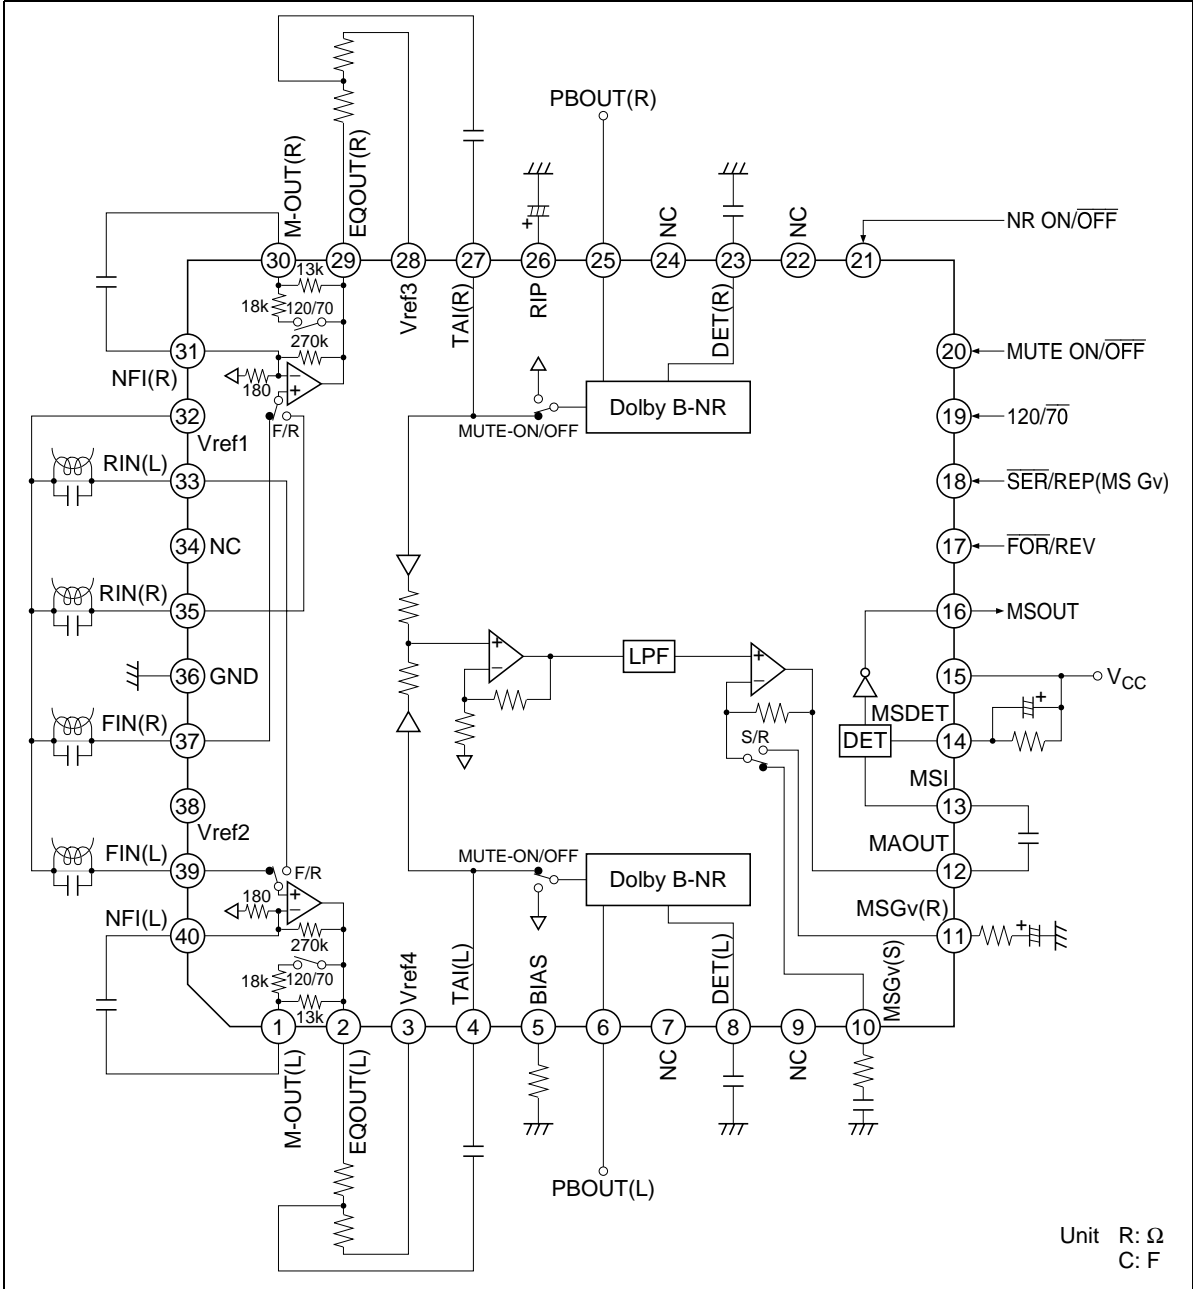 PBOUT(R)
M-OUT(R)
EQOUT(R)
NC
NC
NR ON/OFF
30
29
28
27
26
25
24
23
22
21
13k
18k
120/70
270k
180
F/R
Vref3
TAI(R)
RIP
DET(R)
31
NFI(R)
20
MUTE ON/OFF
32
Vref1
19
120/70
MUTE-ON/OFF
Dolby B-NR
RIN(L)
33
18
SER/REP(MS Gv)
34
NC
17
FOR/REV
RIN(R)
35
16
MSOUT
36
GND
LPF
15
VCC
MSDET
FIN(R)
37
S/R
DET
14
MSI
38
Vref2
13
MAOUT
FIN(L)
39
F/R
MUTE-ON/OFF
Dolby B-NR
12
180
NFI(L)
40
270k
18k
120/70
13k
Vref4
TAI(L)
BIAS
DET(L)
MSGv(R)
11
MSGv(S)
1
2
3
4
5
6
7
8
9
10
M-OUT(L)
EQOUT(L)
NC
NC
PBOUT(L)
Unit R: Ω
C: F